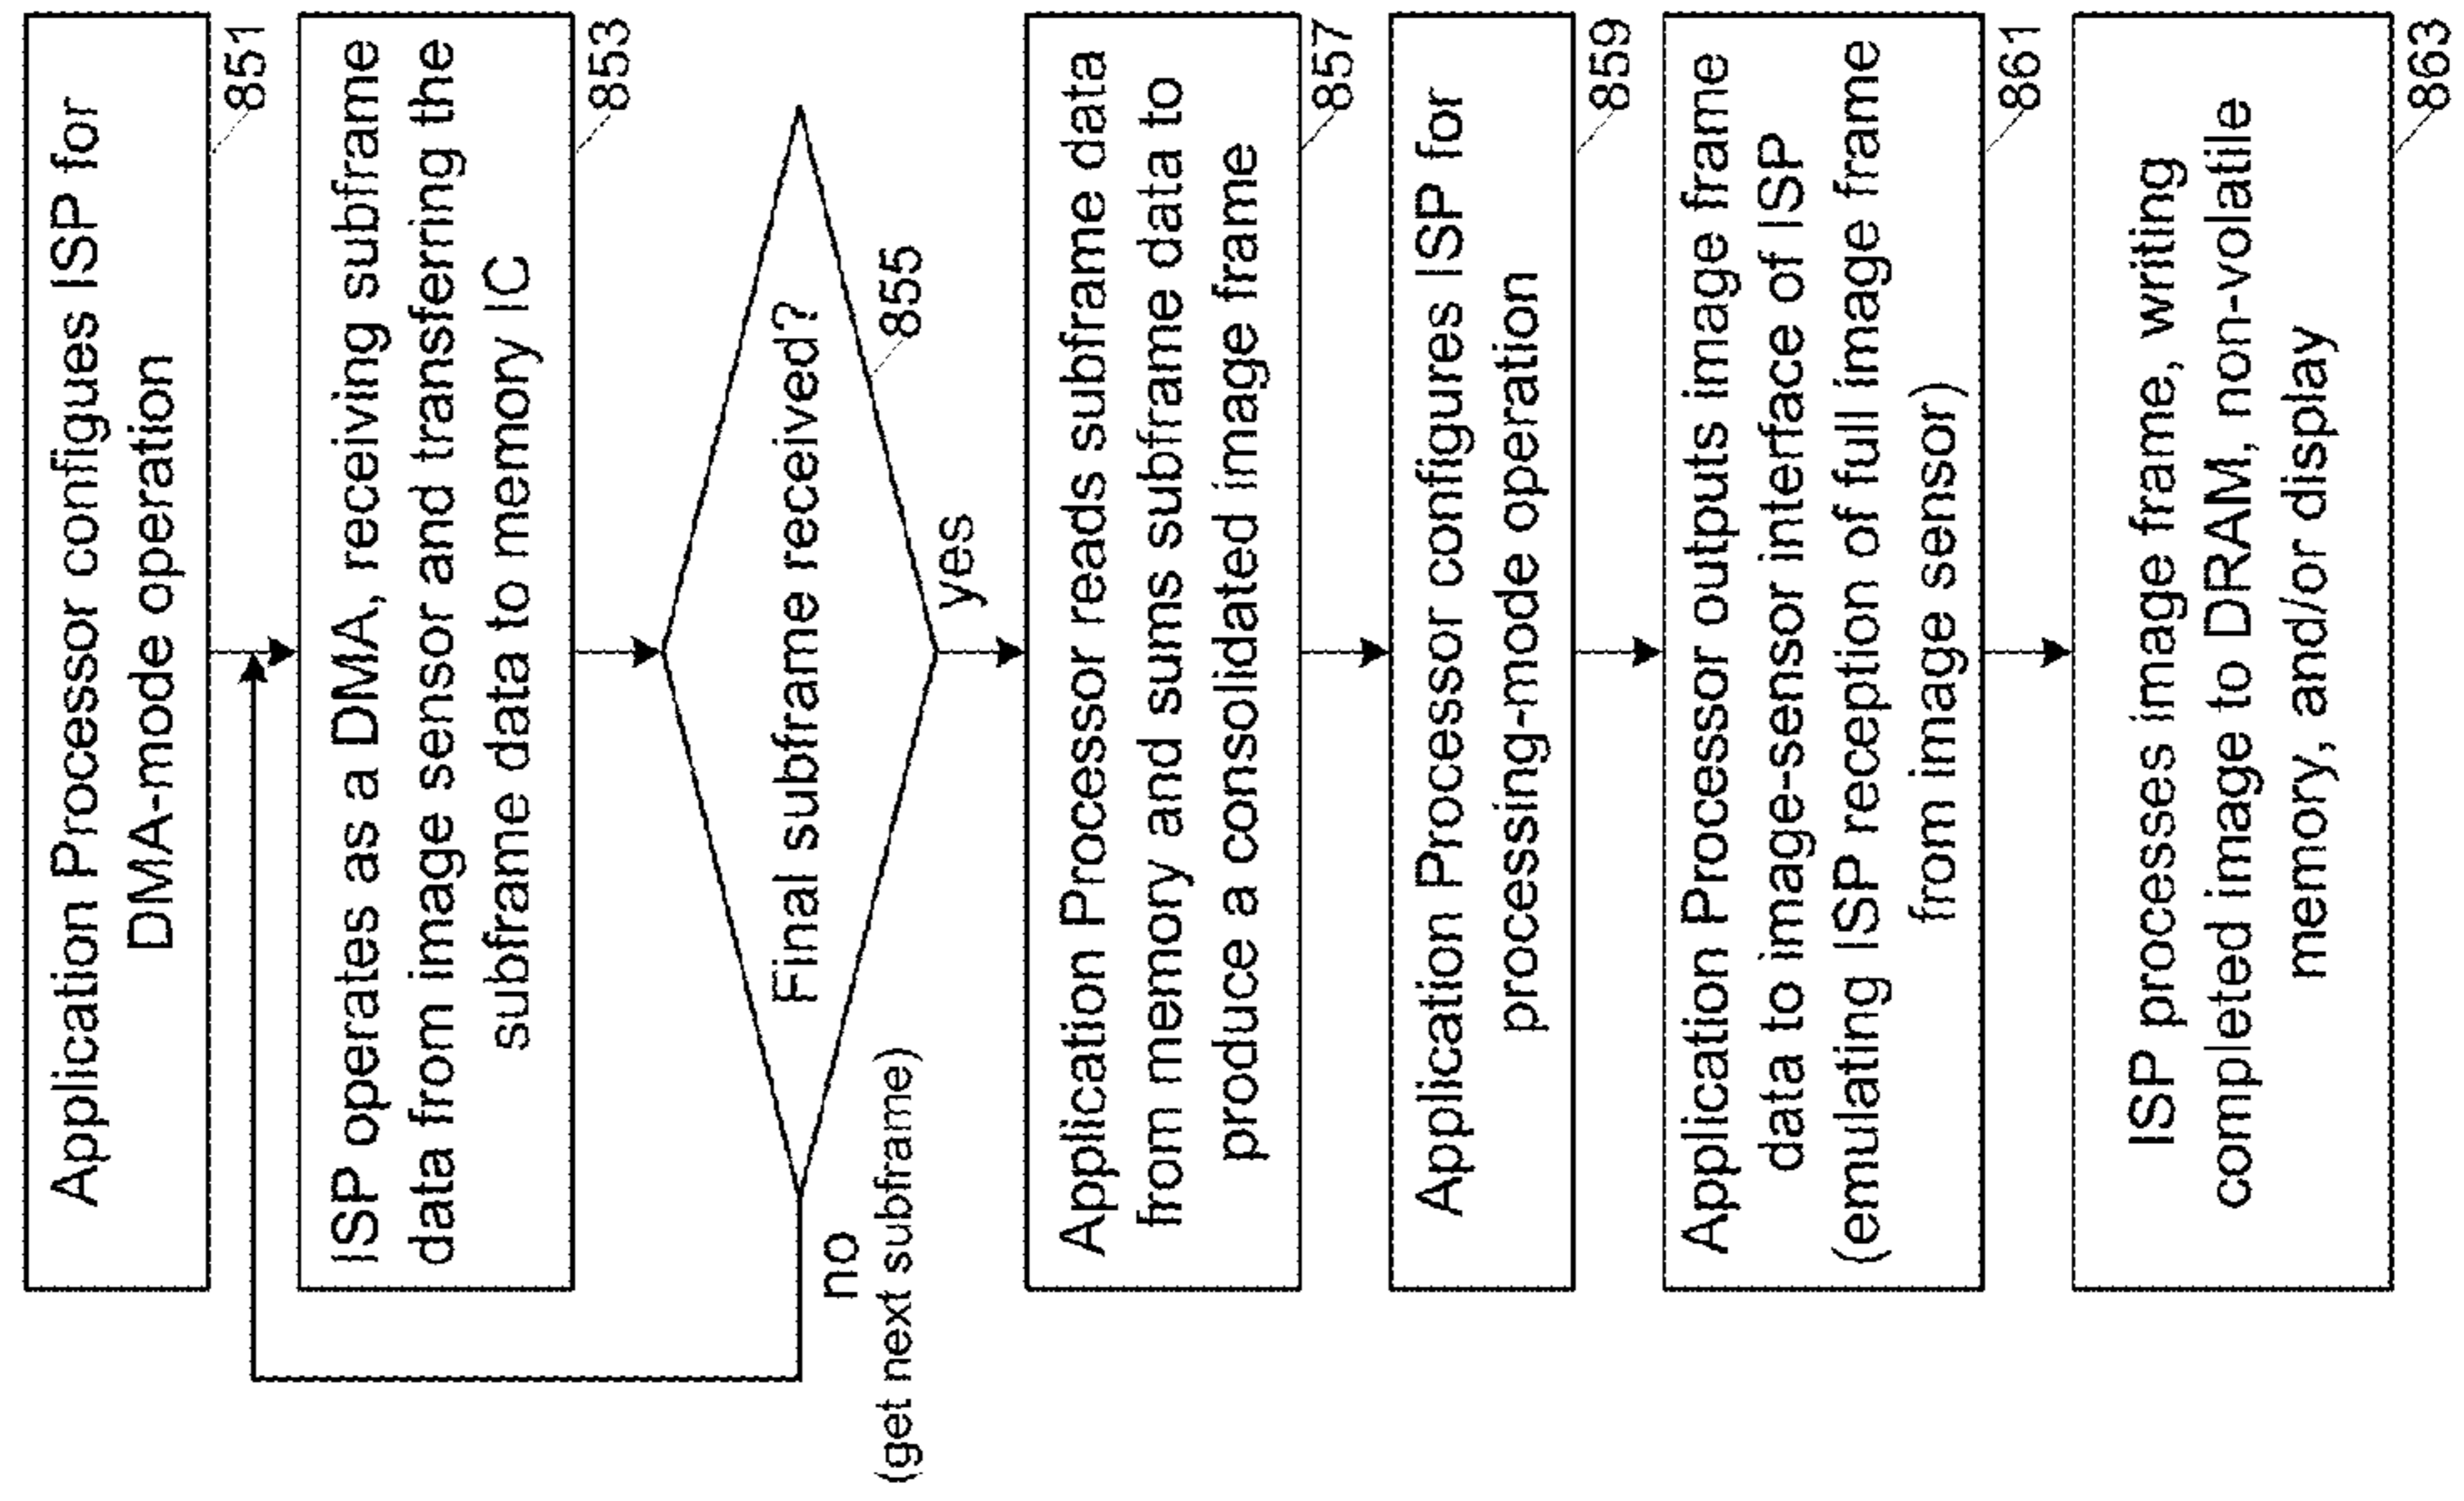 Application Processor configues ISP for
DMA-mode operation
851
ISP operates as a DMA, receiving subframe
data from image sensor and transferring the
subframe data to memory IC
853
Final subframe received?
855
no
(get next subframe)
yes
Application Processor reads subframe data
from memory and sums subframe data to
produce a consolidated image frame
857
Application Processor configures ISP for
processing-mode operation
859
Application Processor outputs image frame
data to image-sensor interface of ISP
(emulating ISP reception of full image frame
from image sensor)
861
ISP processes image frame, writing
completed image to DRAM, non-volatile
memory, and/or display
863